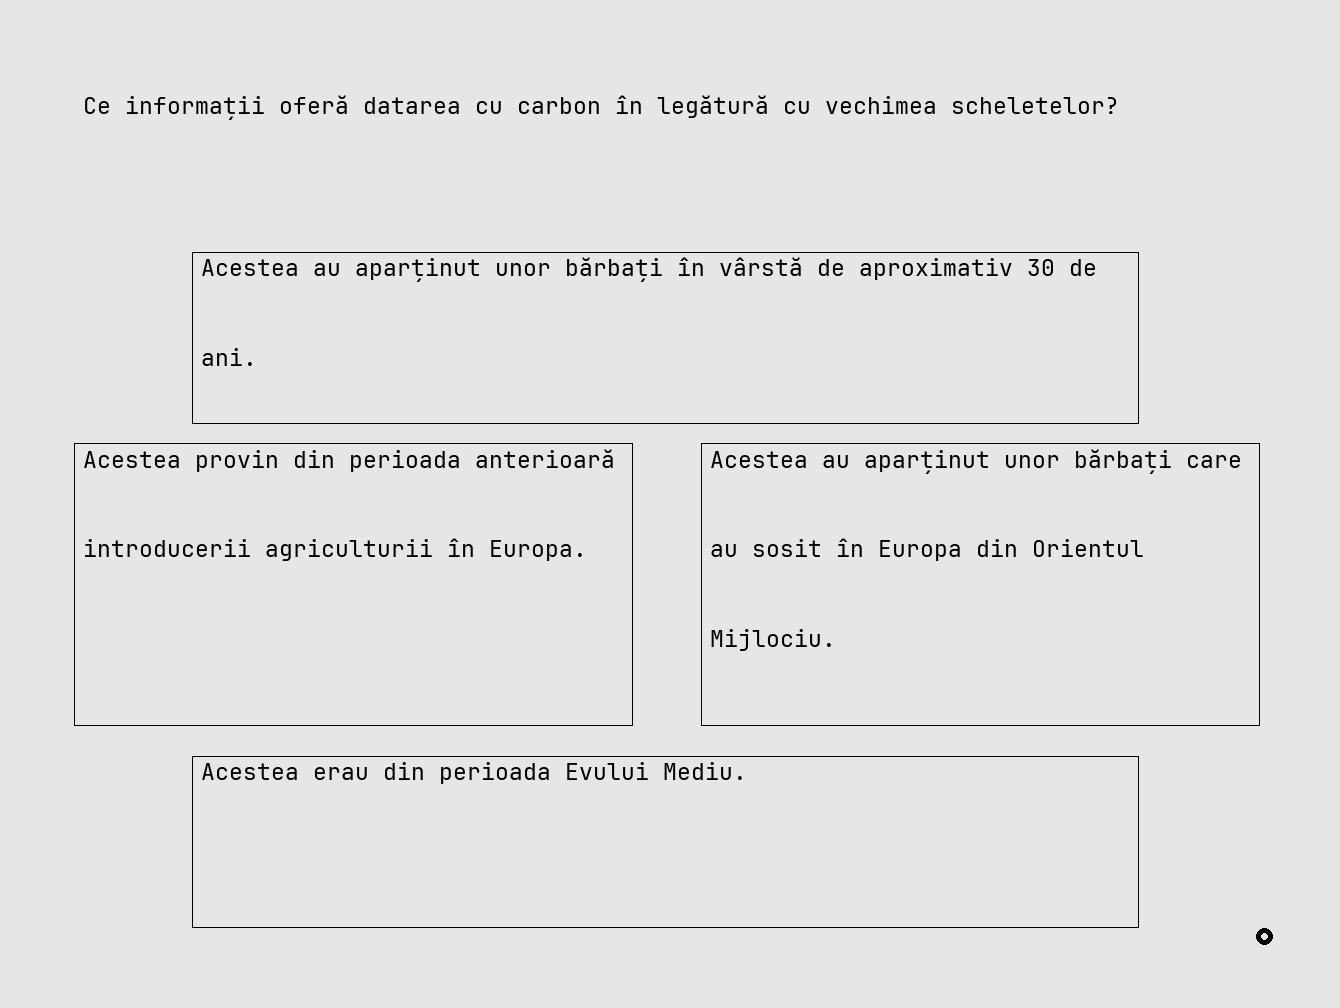 Ce informații oferă datarea cu carbon în legătură cu vechimea scheletelor?
Acestea au aparținut unor bărbați în vârstă de aproximativ 30 de
ani.
Acestea provin din perioada anterioară
introducerii agriculturii în Europa.
Acestea au aparținut unor bărbați care
au sosit în Europa din Orientul
Mijlociu.
Acestea erau din perioada Evului Mediu.